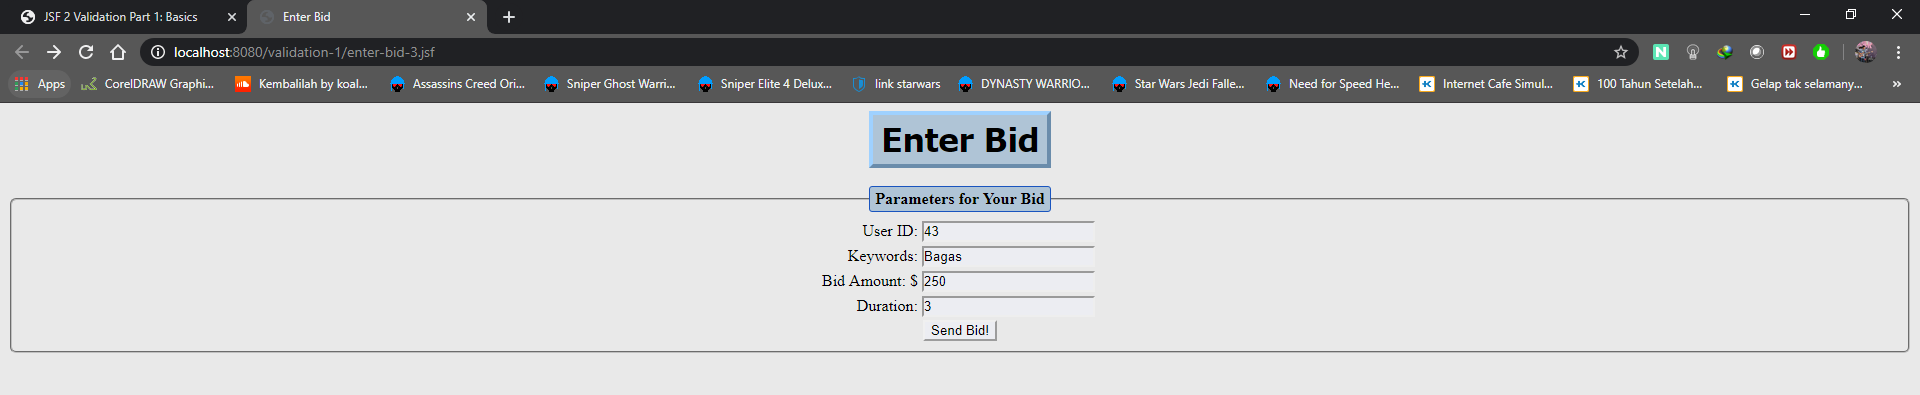 JSF 2 Validation Part 1: Basics
Enter Bid
localhost:8080/validation-1/enter-bid-3.jsf
Apps CorelDRAW Graphi... Kembalilah by koal... Assassins Creed Ori... Sniper Ghost Warri... Sniper Elite 4 Delux... link starwars DYNASTY WARRIO... Star Wars Jedi Falle... Need for Speed He... Internet Cafe Simul... 100 Tahun Setelah... Gelap tak selamany... »
Enter Bid
Parameters for Your Bid
User ID: 43
Keywords: Bagas
Bid Amount: $ 250
Duration: 3
Send Bid!